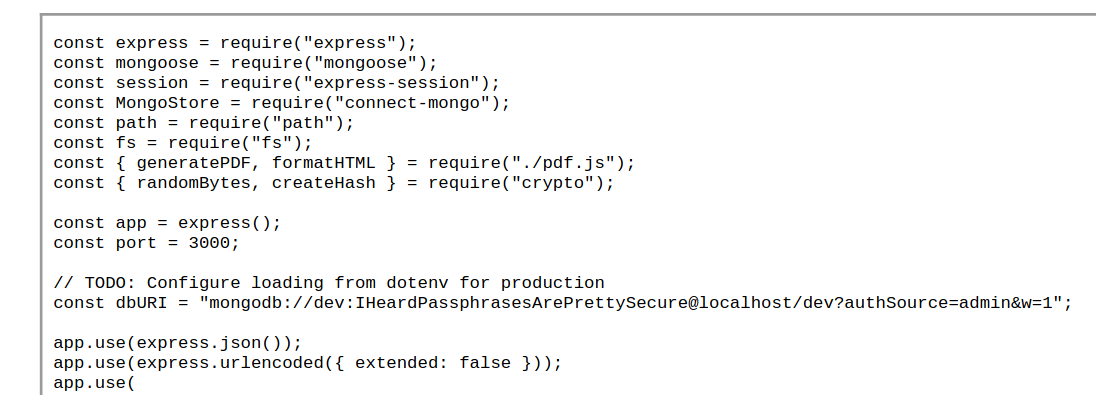 const express = require("express");
const mongoose = require("mongoose");
const session = require("express-session");
const MongoStore = require("connect-mongo");
const path = require("path");
const fs = require("fs");
const { generatePDF, formatHTML } = require("./pdf.js");
const { randomBytes, createHash } = require("crypto");
const app = express();
const port = 3000;
// TODO: Configure loading from dotenv for production
const dbURI = "mongodb://dev:IHeardPassphrasesArePrettySecure@localhost/dev?authSource=admin&w=1";
app.use(express.json());
app.use(express.urlencoded({ extended: false }));
app.use(